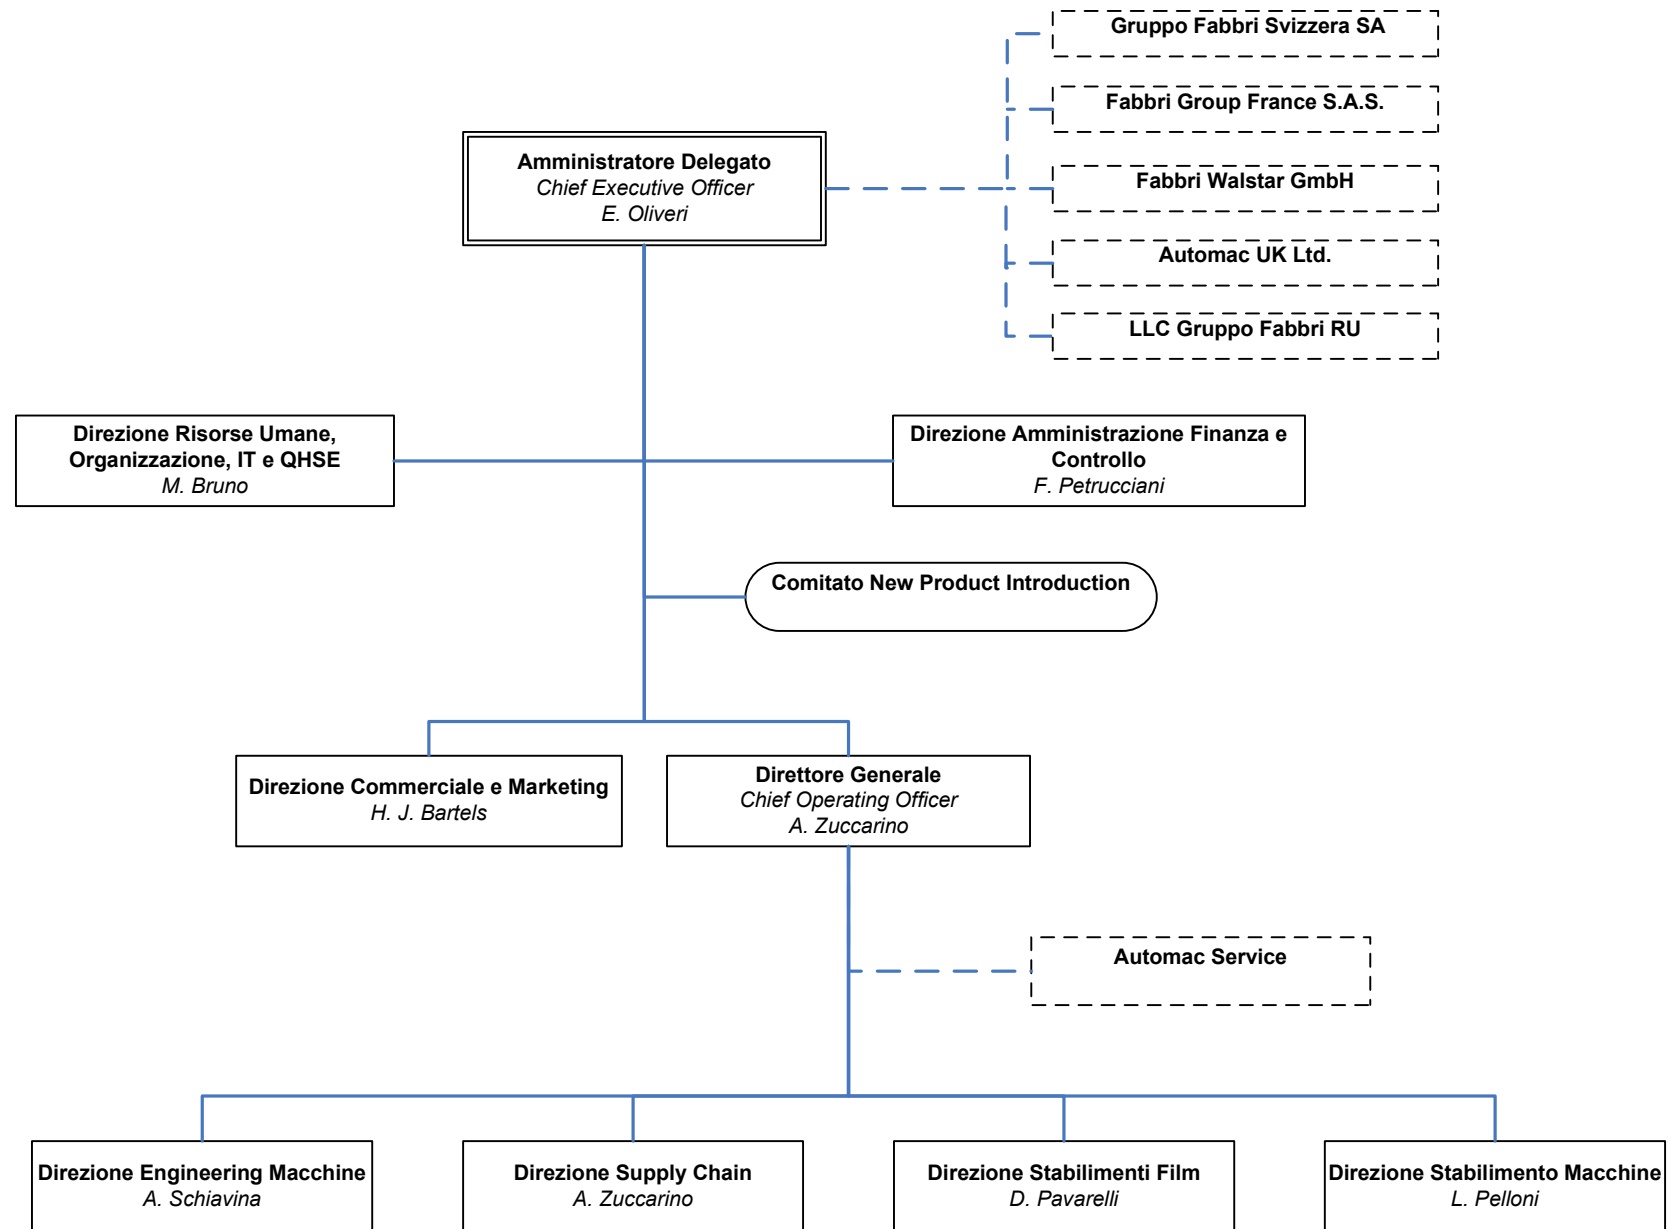 Gruppo Fabbri Svizzera SA
Fabbri Group France S.A.S.
Amministratore Delegato
Chief Executive Officer
E. Oliveri
Fabbri Walstar GmbH
Automac UK Ltd.
LLC Gruppo Fabbri RU
Direzione Risorse Umane,
Organizzazione, IT e QHSE
M. Bruno
Direzione Amministrazione Finanza e
Controllo
F. Petrucciani
Comitato New Product Introduction
Direzione Commerciale e Marketing
H. J. Bartels
Direttore Generale
Chief Operating Officer
A. Zuccarino
Automac Service
Direzione Engineering Macchine
A. Schiavina
Direzione Supply Chain
A. Zuccarino
Direzione Stabilimenti Film
D. Pavarelli
Direzione Stabilimento Macchine
L. Pelloni